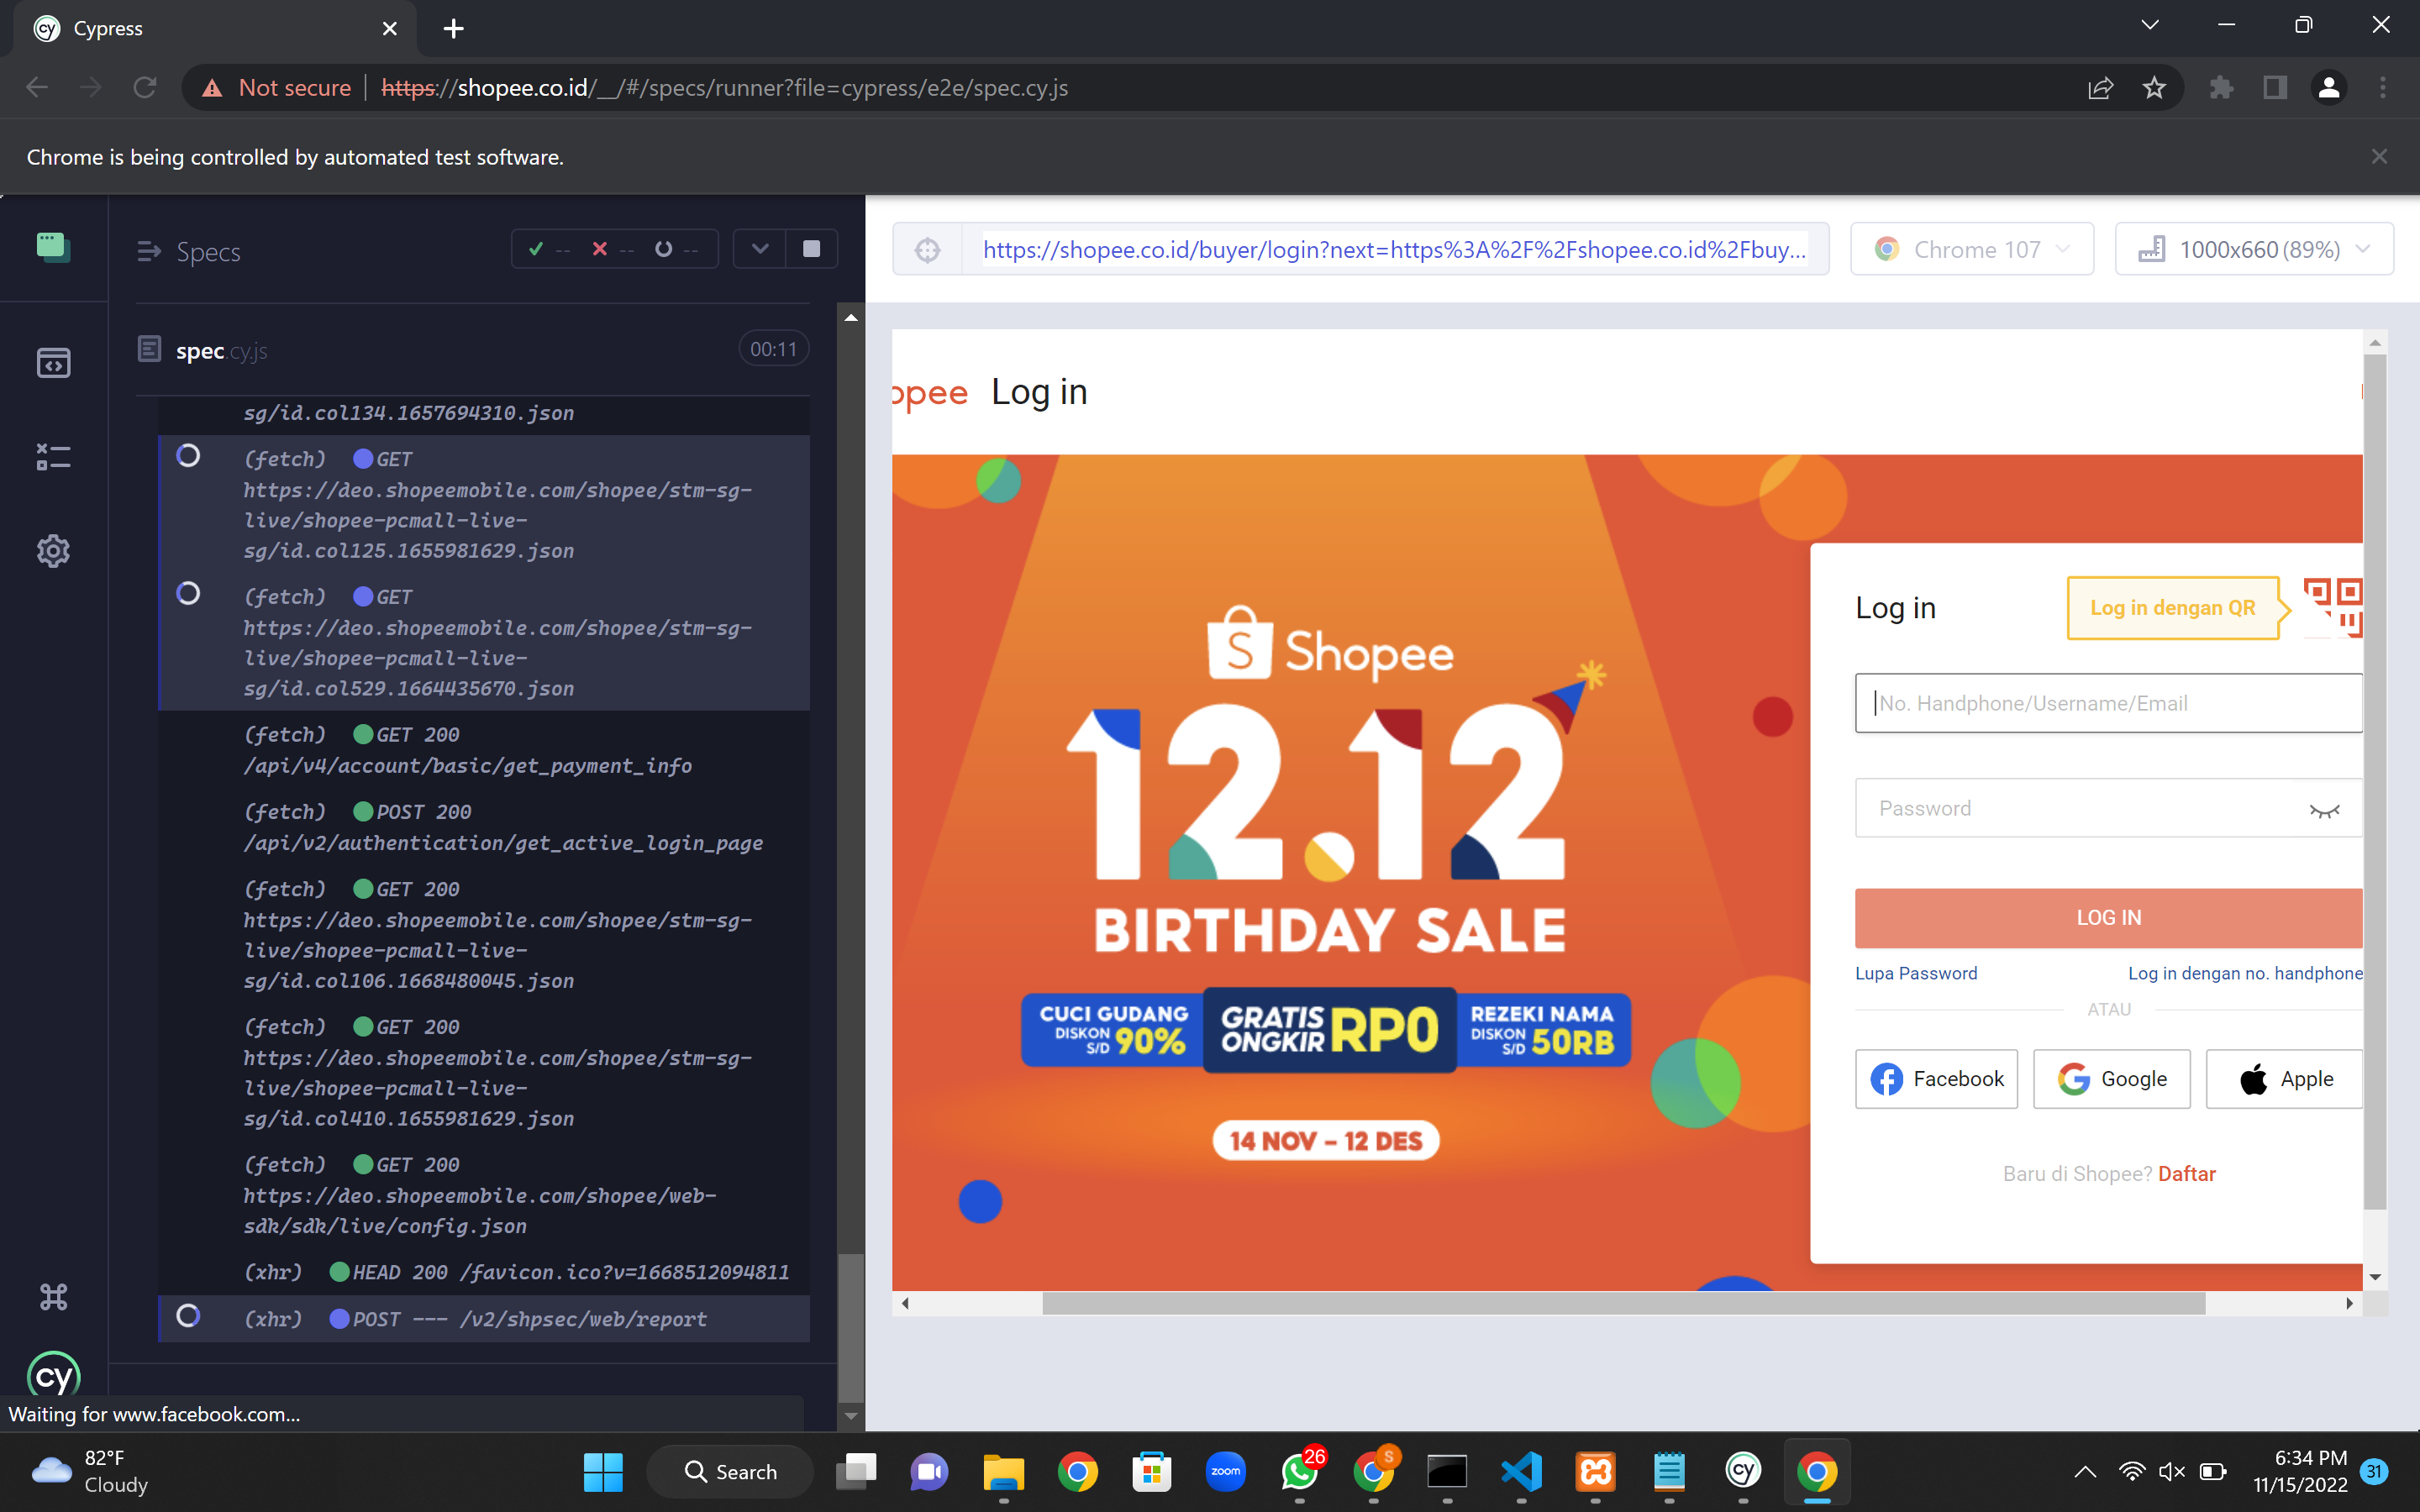 Cypress
Not secure
https://shopee.co.id/__/#/specs/runner?file=cypress/e2e/spec.cy.js
Chrome is being controlled by automated test software.
Specs
-- -- --
spec.cy.js
00:11
sg/id.col134.1657694310.json
(fetch) GET
https://deo.shopeemobile.com/shopee/stm-sg-
live/shopee-pcmall-live-
sg/id.col125.1655981629.json
(fetch) GET
https://deo.shopeemobile.com/shopee/stm-sg-
live/shopee-pcmall-live-
sg/id.col529.1664435670.json
(fetch) GET 200
/api/v4/account/basic/get_payment_info
(fetch) POST 200
/api/v2/authentication/get_active_login_page
(fetch) GET 200
https://deo.shopeemobile.com/shopee/stm-sg-
live/shopee-pcmall-live-
sg/id.col106.1668480045.json
(fetch) GET 200
https://deo.shopeemobile.com/shopee/stm-sg-
live/shopee-pcmall-live-
sg/id.col410.1655981629.json
(fetch) GET 200
https://deo.shopeemobile.com/shopee/web-
sdk/sdk/live/config.json
(xhr) HEAD 200 /favicon.ico?v=1668512094811
(xhr) POST --- /v2/shpsec/web/report
cy
Waiting for www.facebook.com...
https://shopee.co.id/buyer/login?next=https%3A%2F%2Fshopee.co.id%2Fbuy...
Chrome 107
1000x660 (89%)
opee Log in
S Shopee
12.12
BIRTHDAY SALE
CUCI GUDANG
DISKON S/D 90%
GRATIS ONGKIR RP0
REZEKI NAMA
DISKON S/D 50RB
14 NOV – 12 DES
Log in
Log in dengan QR
No. Handphone/Username/Email
Password
LOG IN
Lupa Password
Log in dengan no. handphone
ATAU
Facebook
Google
Apple
Baru di Shopee? Daftar
82°F
Cloudy
Search
zoom
26
S
cy
6:34 PM
11/15/2022
31